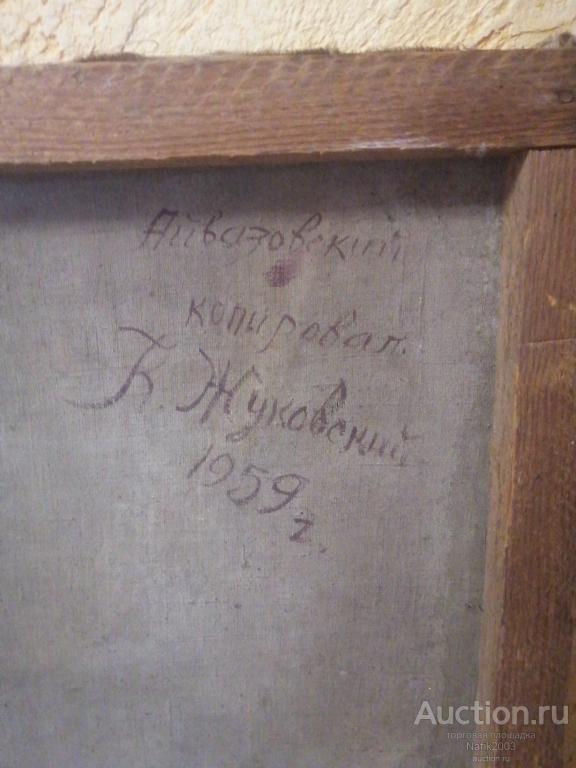 Айвазовский
копировал.
К. Жуковский
1959
г.
Auction.ru
торговая площадка
Natik2003
auction.ru